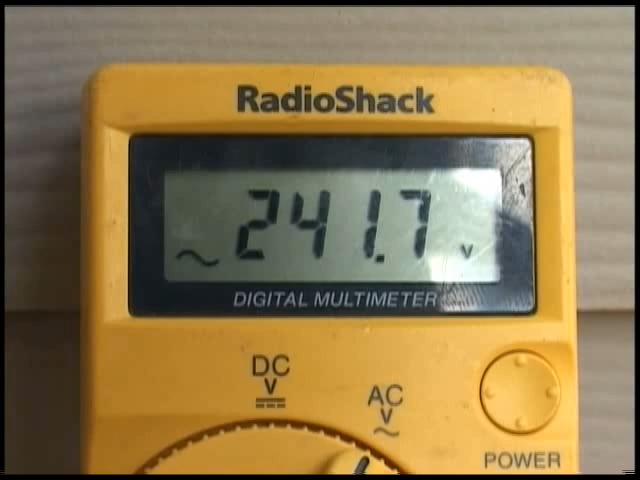 RadioShack
~ 241.7 v
DIGITAL MULTIMETER
DC
V
AC
V
~
POWER